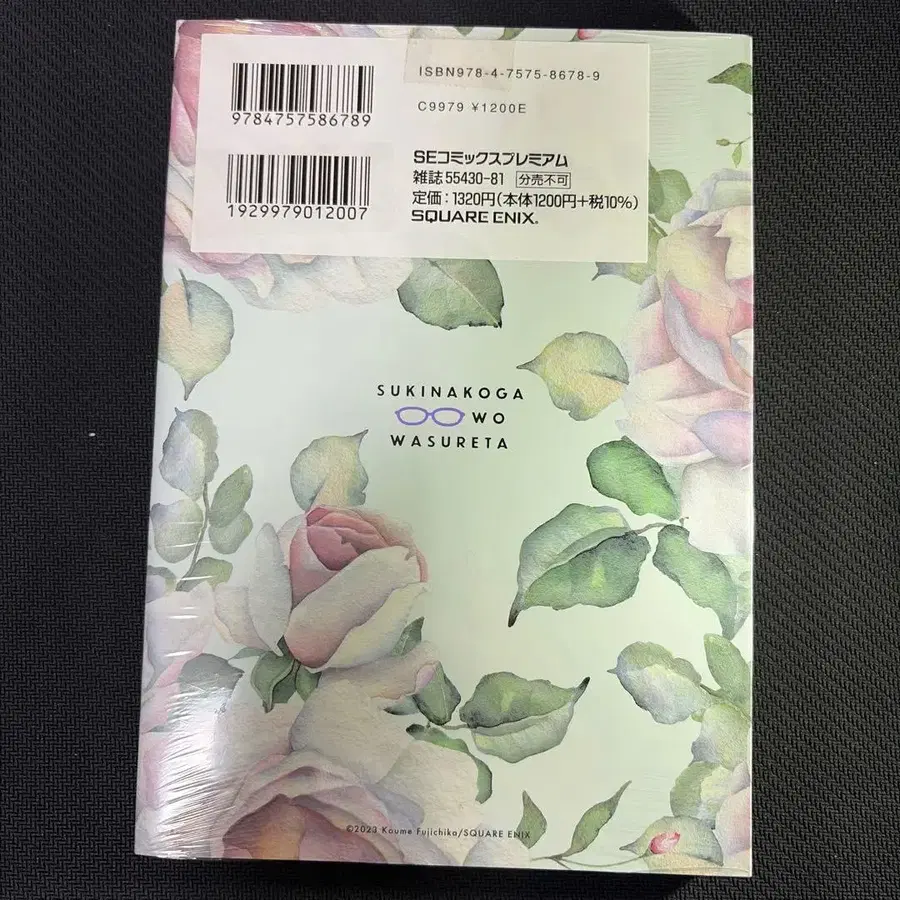 ISBN978-4-7575-8678-9
9784757586789
C9979 ¥1200E
SEコミックスプレミアム
雑誌 55430-81 分売不可
1929979012007
定価:1320円(本体1200円+税10%)
SQUARE ENIX®
SUKINAKOGA
WO
WASURETA
©2023 Koume Fujichika/SQUARE ENIX